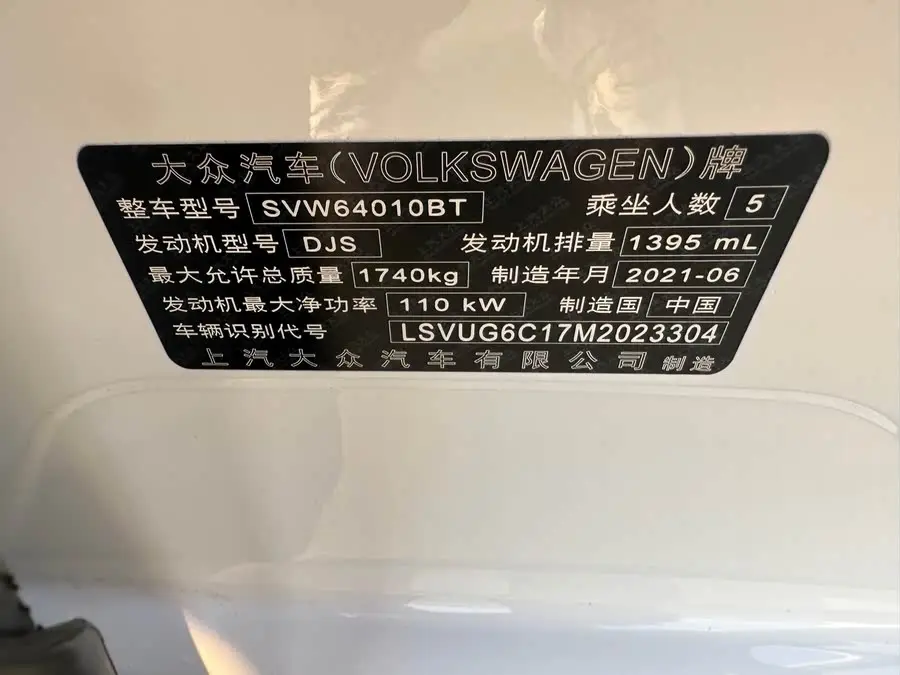 大众汽车(VOLKSWAGEN)牌
整车型号 SVW64010BT 乘坐人数 5
发动机型号 DJS 发动机排量 1395 mL
最大允许总质量 1740kg 制造年月 2021-06
发动机最大净功率 110 kW 制造国 中国
车辆识别代号 LSVUG6C17M2023304
上汽大众汽车有限公司 制造